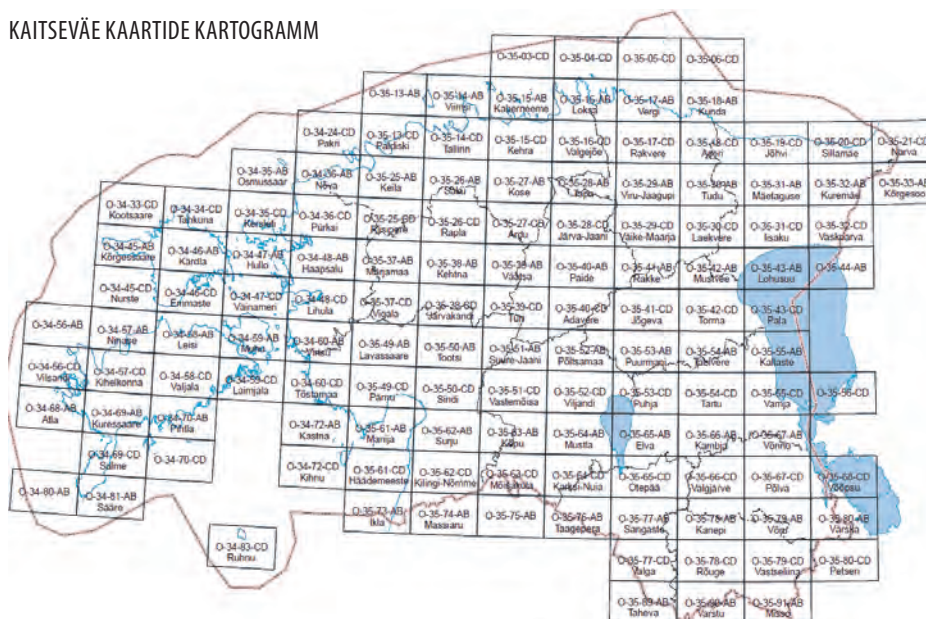 KAITSEVÄE KAARTIDE KARTOGRAMM
O-35-03-CD O-35-04-CD O-35-05-CD O-35-06-CD
O-35-13-AB O-35-14-AB O-35-15-AB O-35-16-AB O-35-17-AB O-35-18-AB
Viimsi Kaberneeme Loksa Vergi Kunda
O-34-24-CD O-35-13-CD O-35-14-CD O-35-15-CD O-35-16-CD O-35-17-CD O-35-18-CD O-35-19-CD O-35-20-CD O-35-21-CD
Pakri Paldiski Tallinn Kehra Valgejõe Rakvere Aseri Jõhvi Sillamäe Narva
O-34-35-AB O-34-36-AB O-35-25-AB O-35-26-AB O-35-27-AB O-35-28-AB O-35-29-AB O-35-30-AB O-35-31-AB O-35-32-AB O-35-33-AB
Osmussaar Nõva Keila Saku Kose Viru-Jaagupi Tudu Mäetaguse Kuremäe Kõrgesoo
O-34-33-CD O-34-34-CD O-34-35-CD O-34-36-CD O-35-25-CD O-35-26-CD O-35-27-CD O-35-28-CD O-35-29-CD O-35-30-CD O-35-31-CD O-35-32-CD
Kootsaare Tahkuna Pürkai Rapla Ardu Järva-Jaani Väike-Maarja Laekvere Iisaku Vaskparva
O-34-45-AB O-34-46-AB O-34-47-AB O-34-48-AB O-35-37-AB O-35-38-AB O-35-39-AB O-35-40-AB O-35-41-AB O-35-42-AB O-35-43-AB O-35-44-AB
Kõrgessaare Kärdla Hullo Haapsalu Märjamaa Kehtna Väätsa Paide Rakke Mustvee Lohusuu
O-34-45-CD O-34-46-CD O-34-47-CD O-34-48-CD O-35-37-CD O-35-38-CD O-35-39-CD O-35-40-CD O-35-41-CD O-35-42-CD O-35-43-CD
Nurste Emmaste Väinameri Lihula Vigala Järvakandi Türi Adavere Jõgeva Torma Pala
O-34-56-AB O-34-57-AB O-34-58-AB O-34-59-AB O-34-60-AB O-35-49-AB O-35-50-AB O-35-51-AB O-35-52-AB O-35-53-AB O-35-54-AB O-35-55-AB
Ninase Leisi Muhu Virtsu Lavassaare Tootsi Suure-Jaani Põltsamaa Puurmani Kallaste
O-34-56-CD O-34-57-CD O-34-58-CD O-34-59-CD O-34-60-CD O-35-49-CD O-35-50-CD O-35-51-CD O-35-52-CD O-35-53-CD O-35-54-CD O-35-55-CD O-35-56-CD
Vilsandi Kihelkonna Valjala Laimjala Tõstamaa Pärnu Sindi Vastemõisa Viljandi Puhja Tartu Varnja
O-34-68-AB O-34-69-AB O-34-70-AB O-34-72-AB O-35-61-AB O-35-62-AB O-35-63-AB O-35-64-AB O-35-65-AB O-35-66-AB O-35-67-AB
Atla Kuressaare Pihtla Kastna Manija Surju Kõpu Mustla Elva Kambja Võnnu
O-34-69-CD O-34-70-CD O-34-72-CD O-35-61-CD O-35-62-CD O-35-63-CD O-35-64-CD O-35-65-CD O-35-66-CD O-35-67-CD O-35-68-CD
Salme Kihnu Häädemeeste Kilingi-Nõmme Mõisaküla Karksi-Nuia Otepää Valgjärve Põlva Võõpsu
O-34-80-AB O-34-81-AB O-35-73-AB O-35-74-AB O-35-75-AB O-35-76-AB O-35-77-AB O-35-78-AB O-35-79-AB O-35-80-AB
Sääre Ikla Massiaru Taagepera Sangaste Kanepi Võru Värska
O-34-83-CD O-35-77-CD O-35-78-CD O-35-79-CD O-35-80-CD
Ruhnu Valga Rõuge Vastseliina Petseri
O-35-89-AB O-35-90-AB O-35-91-AB
Taheva Varstu Misso